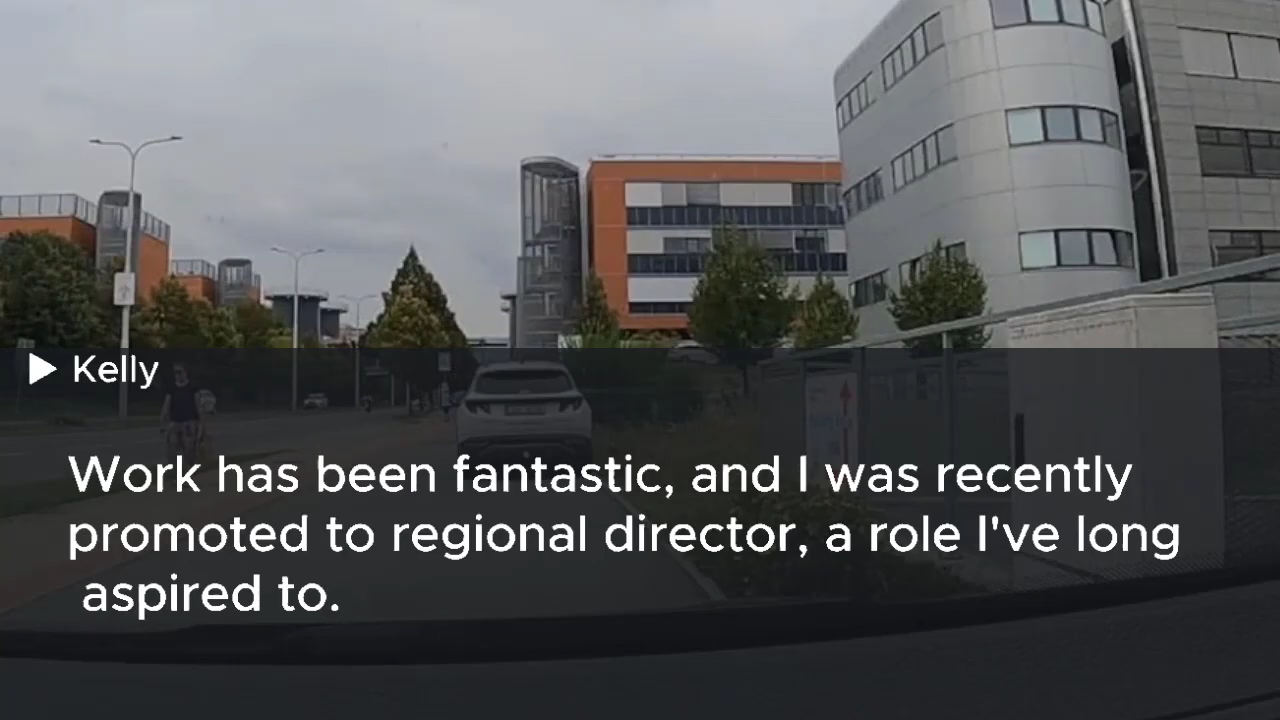 Kelly
Work has been fantastic, and I was recently
promoted to regional director, a role I've long
aspired to.